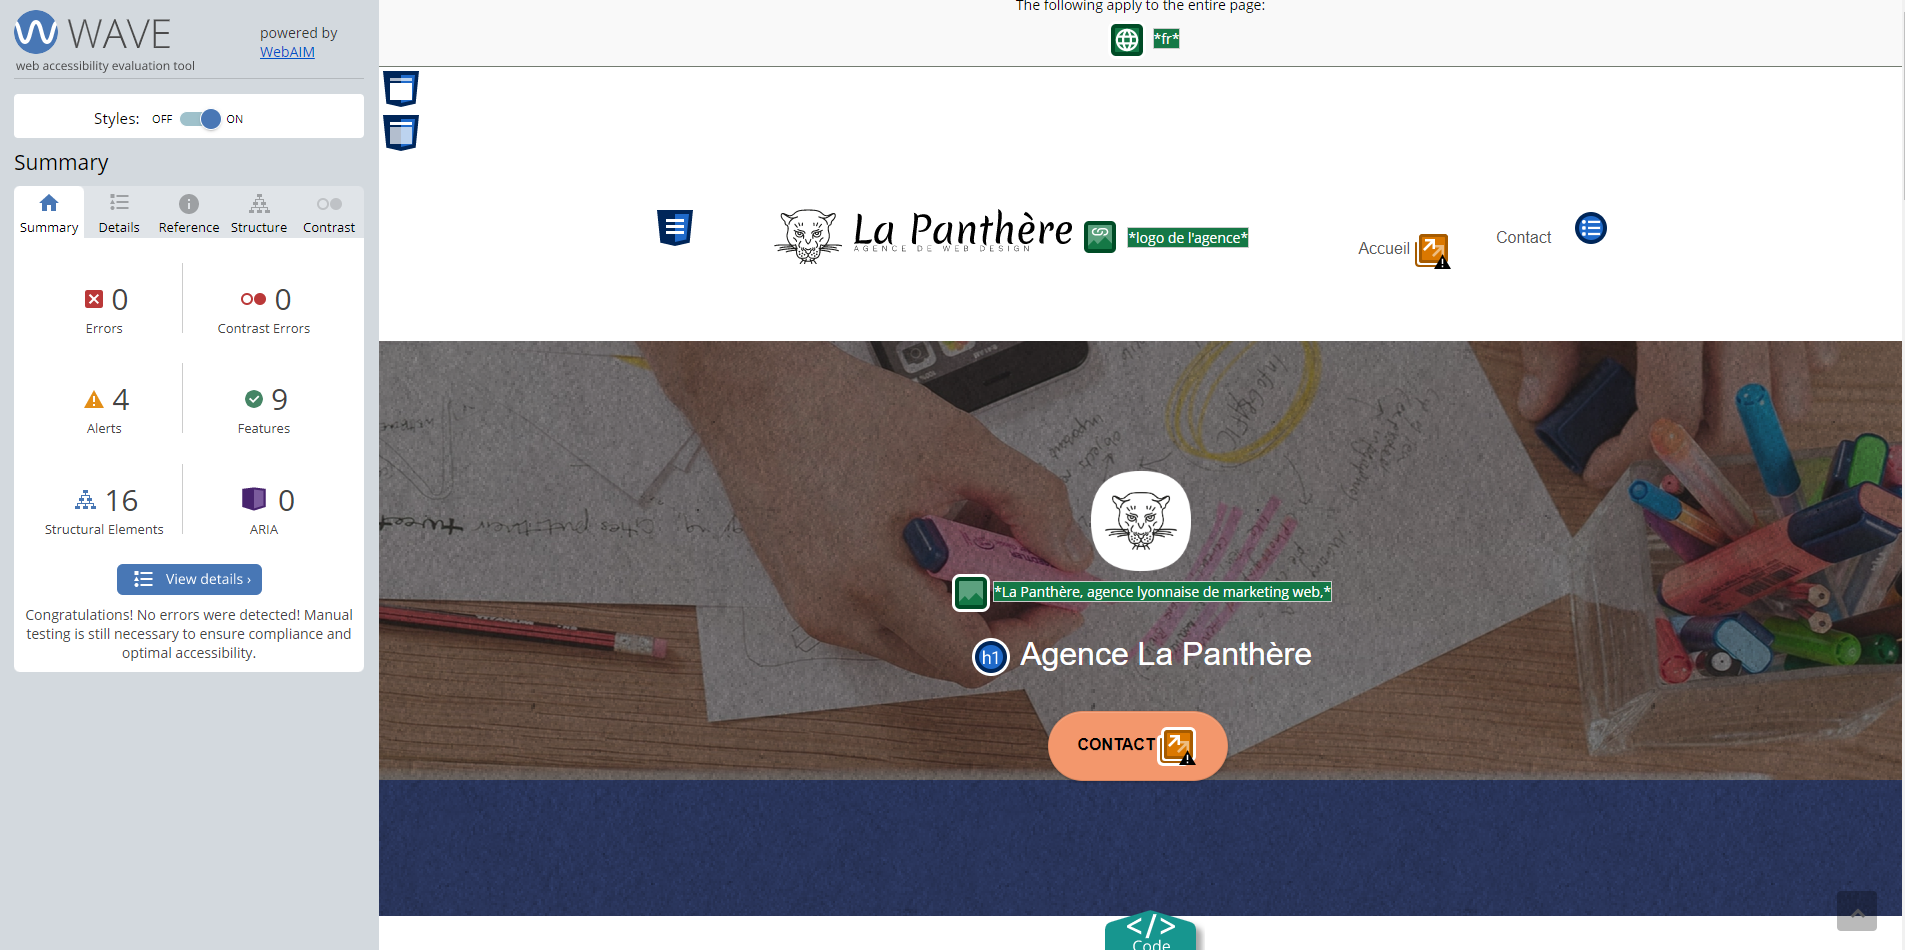 WAVE
web accessibility evaluation tool
powered by
WebAIM
Styles: OFF ON
Summary
Summary Details Reference Structure Contrast
0
Errors
0
Contrast Errors
4
Alerts
9
Features
16
Structural Elements
0
ARIA
View details ›
Congratulations! No errors were detected! Manual
testing is still necessary to ensure compliance and
optimal accessibility.
The following apply to the entire page:
*fr*
La Panthère
AGENCE DE WEB DESIGN
*logo de l'agence*
Accueil
Contact
*La Panthère, agence lyonnaise de marketing web,*
h1 Agence La Panthère
CONTACT
</>
Code